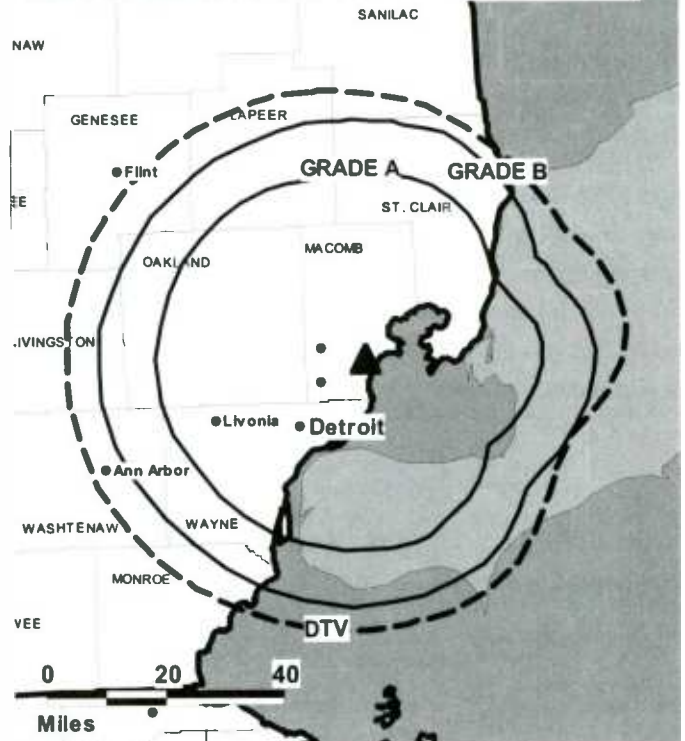 SANILAC
NAW
GENESEE
LAPEER
Flint
GRADE A
GRADE B
EE
ST. CLAIR
MACOMB
OAKLAND
LIVINGSTON
Livonia
Detroit
Ann Arbor
WASHTENAW
WAYNE
MONROE
VEE
DTV
0 20 40
Miles